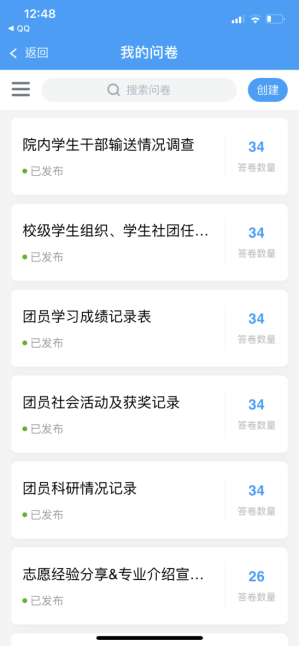 12:48
◀ QQ
返回
我的问卷
搜索问卷
创建
院内学生干部输送情况调查
34
已发布
答卷数量
校级学生组织、学生社团任...
34
已发布
答卷数量
团员学习成绩记录表
34
已发布
答卷数量
团员社会活动及获奖记录
34
已发布
答卷数量
团员科研情况记录
34
已发布
答卷数量
志愿经验分享&专业介绍宣...
26
已发布
答卷数量